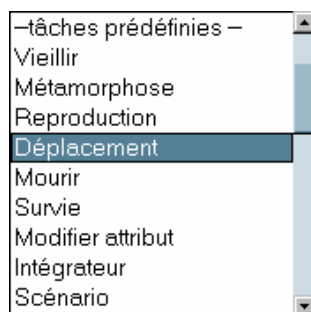 –tâches prédéfinies –
Vieillir
Métamorphose
Reproduction
Déplacement
Mourir
Survie
Modifier attribut
Intégrateur
Scénario